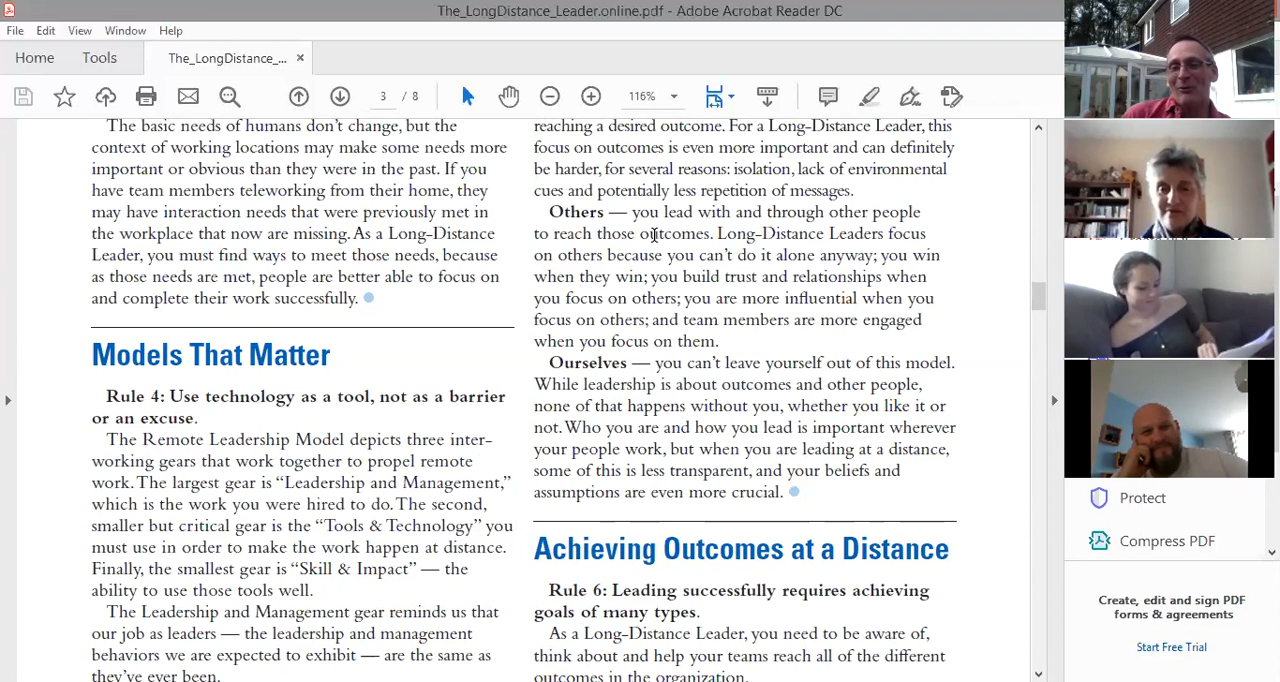 The_LongDistance_Leader.online.pdf - Adobe Acrobat Reader DC
File Edit View Window Help
Home Tools The_LongDistance_... ×
3 / 8 116%
The basic needs of humans don't change, but the
context of working locations may make some needs more
important or obvious than they were in the past. If you
have team members teleworking from their home, they
may have interaction needs that were previously met in
the workplace that now are missing. As a Long-Distance
Leader, you must find ways to meet those needs, because
as those needs are met, people are better able to focus on
and complete their work successfully.
Models That Matter
Rule 4: Use technology as a tool, not as a barrier
or an excuse.
The Remote Leadership Model depicts three inter-
working gears that work together to propel remote
work. The largest gear is “Leadership and Management,”
which is the work you were hired to do. The second,
smaller but critical gear is the “Tools & Technology” you
must use in order to make the work happen at distance.
Finally, the smallest gear is “Skill & Impact” — the
ability to use those tools well.
The Leadership and Management gear reminds us that
our job as leaders — the leadership and management
behaviors we are expected to exhibit — are the same as
they've ever been.
reaching a desired outcome. For a Long-Distance Leader, this
focus on outcomes is even more important and can definitely
be harder, for several reasons: isolation, lack of environmental
cues and potentially less repetition of messages.
Others — you lead with and through other people
to reach those outcomes. Long-Distance Leaders focus
on others because you can't do it alone anyway; you win
when they win; you build trust and relationships when
you focus on others; you are more influential when you
focus on others; and team members are more engaged
when you focus on them.
Ourselves — you can't leave yourself out of this model.
While leadership is about outcomes and other people,
none of that happens without you, whether you like it or
not. Who you are and how you lead is important wherever
your people work, but when you are leading at a distance,
some of this is less transparent, and your beliefs and
assumptions are even more crucial.
Achieving Outcomes at a Distance
Rule 6: Leading successfully requires achieving
goals of many types.
As a Long-Distance Leader, you need to be aware of,
think about and help your teams reach all of the different
outcomes in the organization.
Protect
Compress PDF
Create, edit and sign PDF
forms & agreements
Start Free Trial